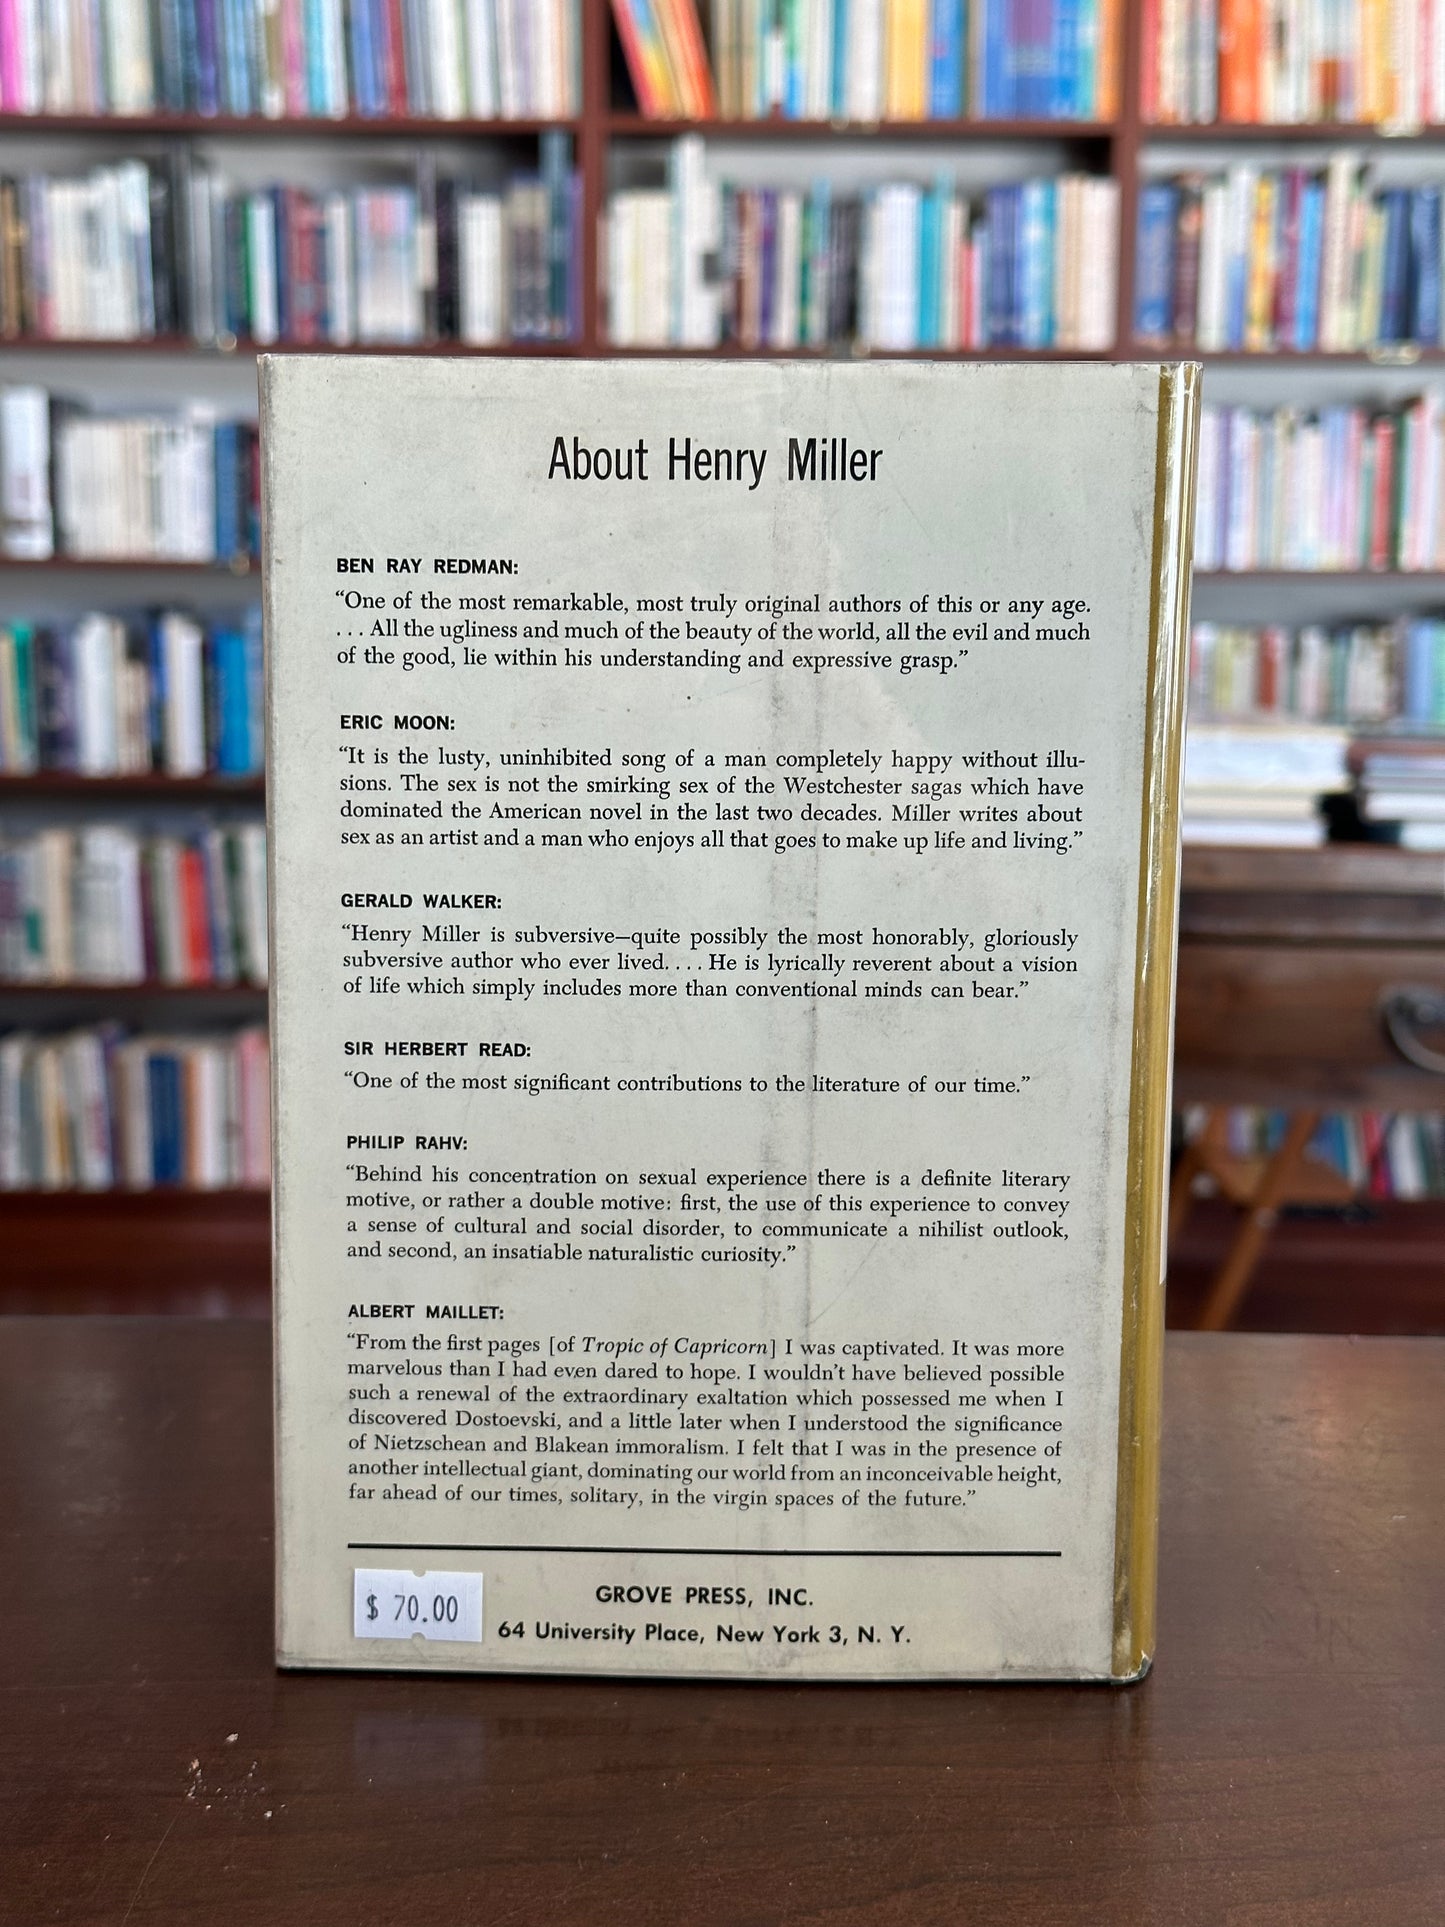 About Henry Miller
BEN RAY REDMAN:
“One of the most remarkable, most truly original authors of this or any age.
. . . All the ugliness and much of the beauty of the world, all the evil and much
of the good, lie within his understanding and expressive grasp.”
ERIC MOON:
“It is the lusty, uninhibited song of a man completely happy without illu-
sions. The sex is not the smirking sex of the Westchester sagas which have
dominated the American novel in the last two decades. Miller writes about
sex as an artist and a man who enjoys all that goes to make up life and living.”
GERALD WALKER:
“Henry Miller is subversive—quite possibly the most honorably, gloriously
subversive author who ever lived. . . . He is lyrically reverent about a vision
of life which simply includes more than conventional minds can bear.”
SIR HERBERT READ:
“One of the most significant contributions to the literature of our time.”
PHILIP RAHV:
“Behind his concentration on sexual experience there is a definite literary
motive, or rather a double motive: first, the use of this experience to convey
a sense of cultural and social disorder, to communicate a nihilist outlook,
and second, an insatiable naturalistic curiosity.”
ALBERT MAILLET:
“From the first pages [of Tropic of Capricorn] I was captivated. It was more
marvelous than I had even dared to hope. I wouldn’t have believed possible
such a renewal of the extraordinary exaltation which possessed me when I
discovered Dostoevski, and a little later when I understood the significance
of Nietzschean and Blakean immoralism. I felt that I was in the presence of
another intellectual giant, dominating our world from an inconceivable height,
far ahead of our times, solitary, in the virgin spaces of the future.”
$ 70.00
GROVE PRESS, INC.
64 University Place, New York 3, N. Y.